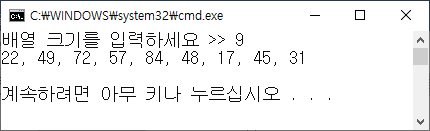 C:₩WINDOWS₩system32₩cmd.exe
배열 크기를 입력하세요 >> 9
22, 49, 72, 57, 84, 48, 17, 45, 31
계속하려면 아무 키나 누르십시오 . . .